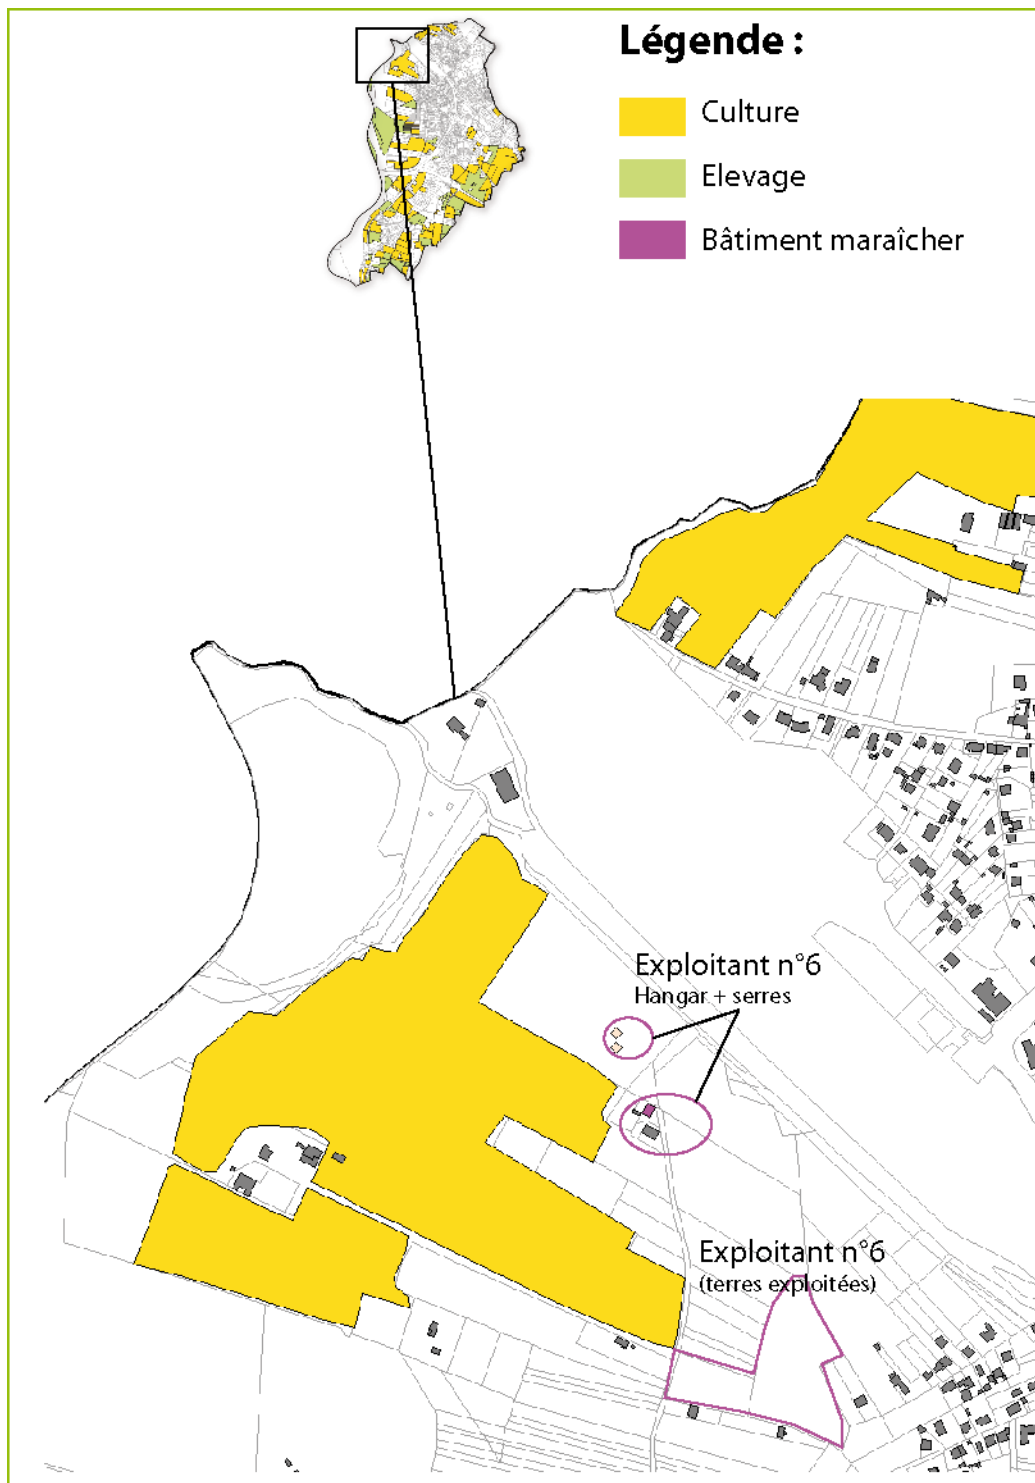 Légende :
Culture
Elevage
Bâtiment maraîcher
Exploitant n°6
Hangar + serres
Exploitant n°6
(terres exploitées)